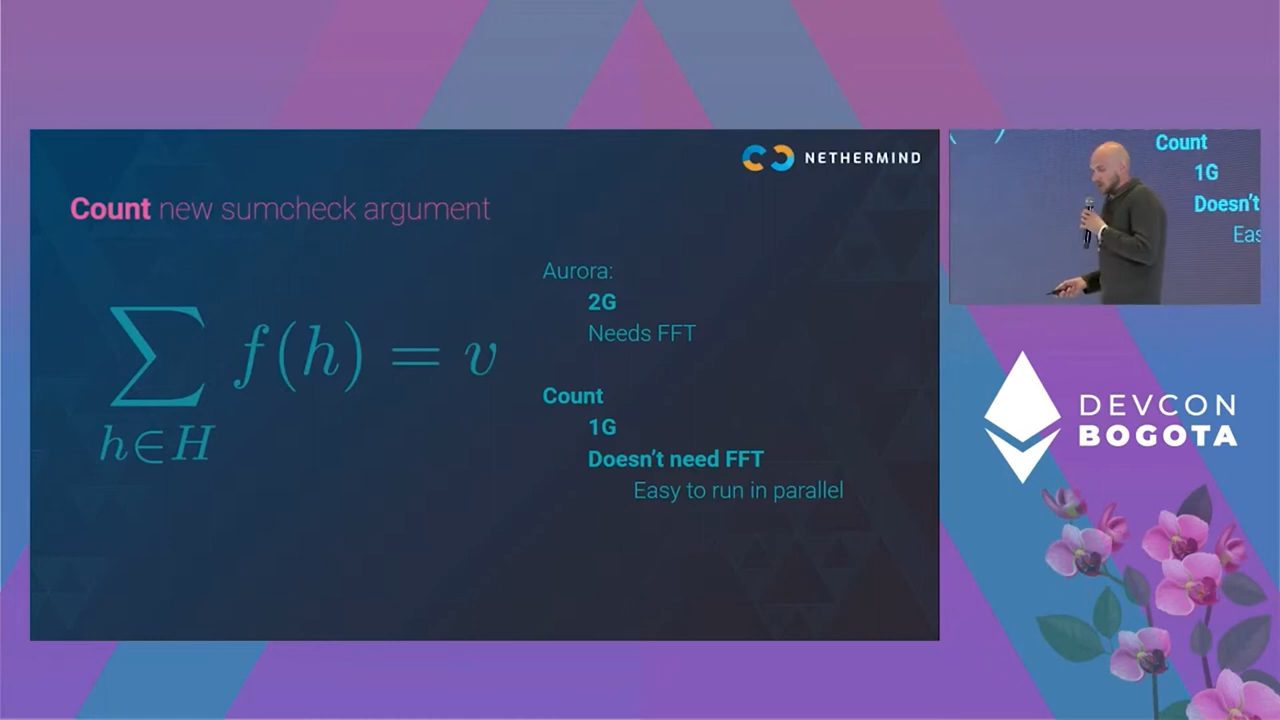 NETHERMIND
Count new sumcheck argument
∑ f(h) = v
h∈H
Aurora:
2G
Needs FFT
Count
1G
Doesn’t need FFT
Easy to run in parallel
Count
1G
Doesn’t
Eas
DEVCON
BOGOTA